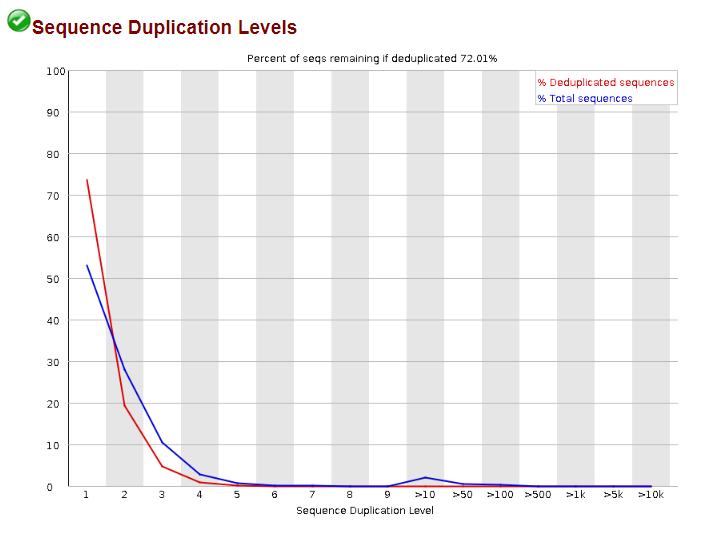 Sequence Duplication Levels
Percent of seqs remaining if deduplicated 72.01%
% Deduplicated sequences
% Total sequences
100
90
80
70
60
50
40
30
20
10
0
1 2 3 4 5 6 7 8 9 >10 >50 >100 >500 >1k >5k >10k
Sequence Duplication Level